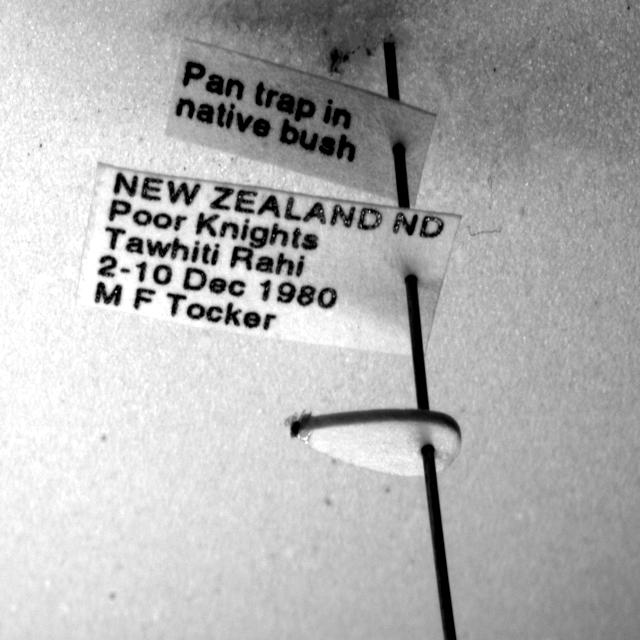 Pan trap in
native bush
NEW ZEALAND ND
Poor Knights
Tawhiti Rahi
2-10 Dec 1980
M F Tocker